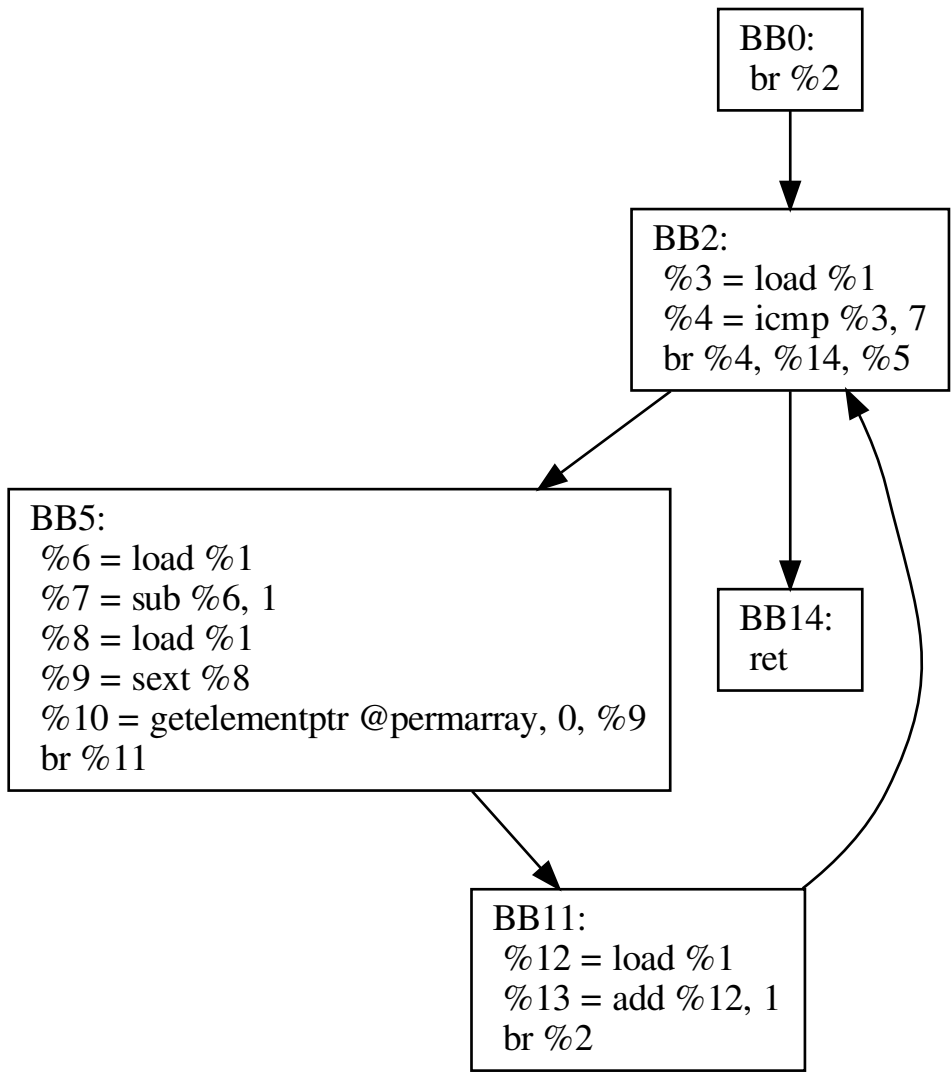 BB0:
br %2
BB2:
%3 = load %1
%4 = icmp %3, 7
br %4, %14, %5
BB5:
%6 = load %1
%7 = sub %6, 1
%8 = load %1
%9 = sext %8
%10 = getelementptr @permarray, 0, %9
br %11
BB14:
ret
BB11:
%12 = load %1
%13 = add %12, 1
br %2